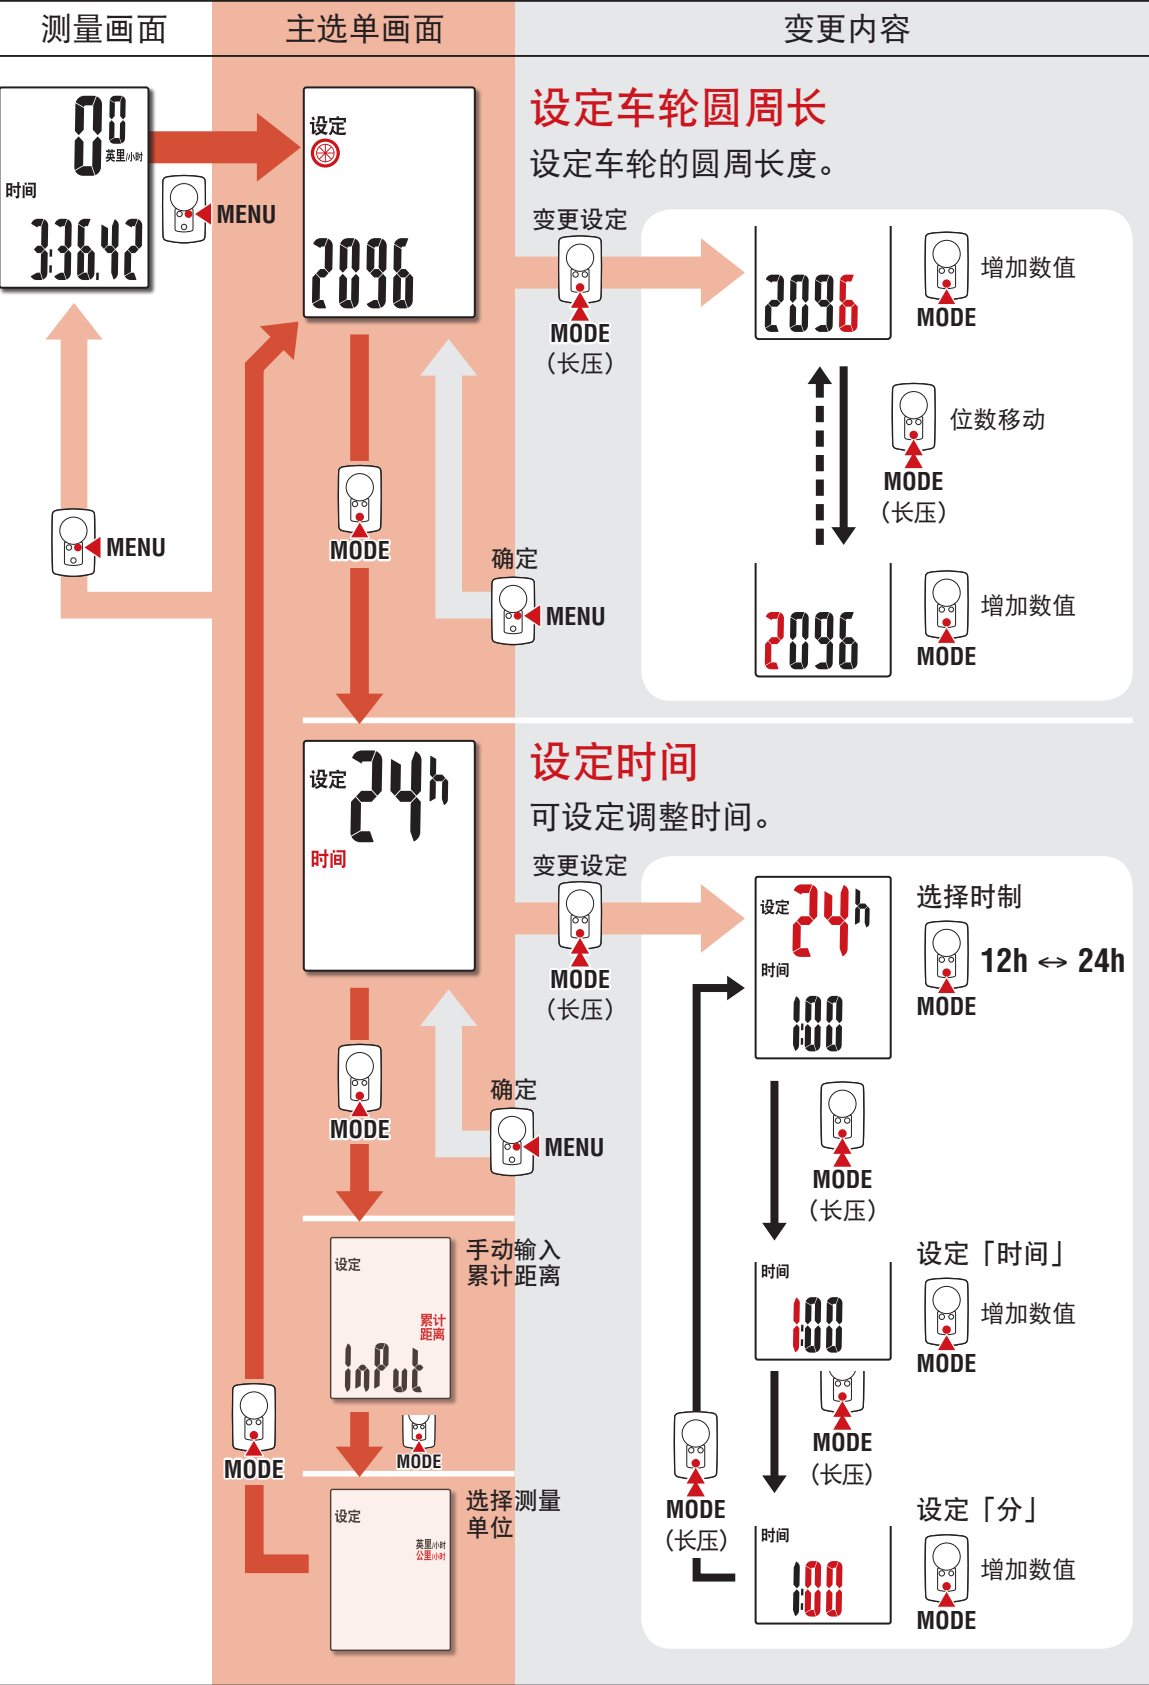 测量画面
主选单画面
变更内容
00
英里/小时
时间
3:36.42
MENU
设定
2096
设定车轮圆周长
设定车轮的圆周长度。
变更设定
MODE
（长压）
2096
增加数值
MODE
位数移动
MODE
（长压）
2096
增加数值
MODE
MENU
MODE
确定
MENU
设定
24h
时间
设定时间
可设定调整时间。
变更设定
MODE
（长压）
设定
24h
时间
1:00
选择时制
12h ↔ 24h
MODE
MODE
（长压）
MODE
确定
MENU
时间
1:00
设定「时间」
增加数值
MODE
MODE
（长压）
设定
累计
距离
InPut
手动输入
累计距离
MODE
MODE
MODE
（长压）
设定
英里/小时
公里/小时
选择测量
单位
时间
1:00
设定「分」
增加数值
MODE